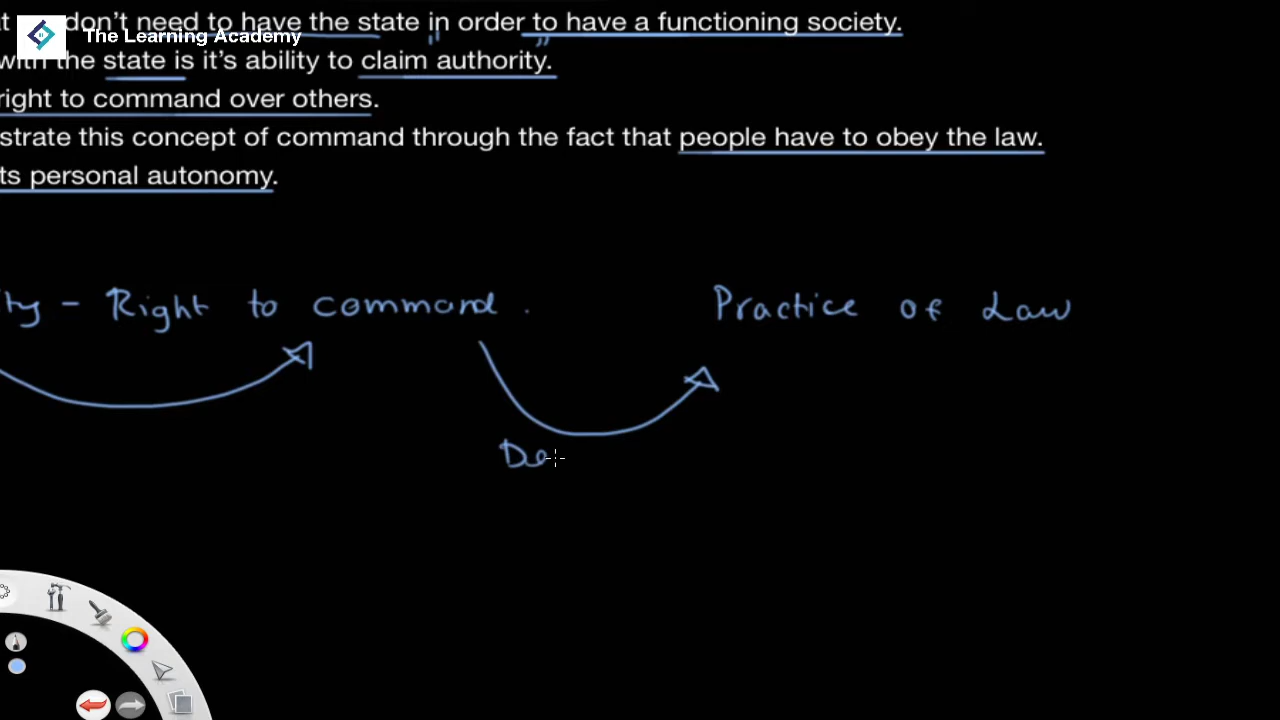 don't need to have the state in order to have a functioning society.
The Learning Academy
with the state is it's ability to claim authority.
right to command over others.
strate this concept of command through the fact that people have to obey the law.
ts personal autonomy.
ity - Right to command. Practice of Law
De